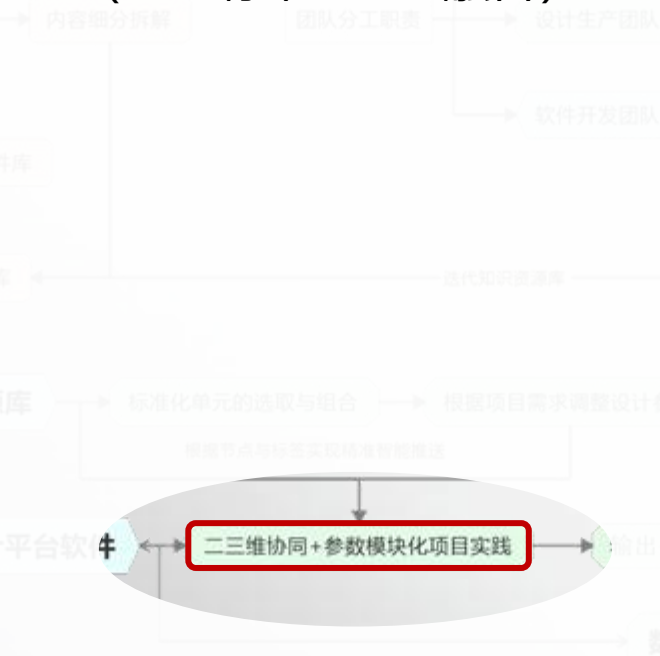 内容细分拆解
团队分工职责
设计生产团队
软件开发团队
件库
库
迭代知识资源库
库
标准化单元的选取与组合
根据项目需求调整设计
根据节点与标签实现精准智能推送
平台软件
二三维协同+参数模块化项目实践
输出